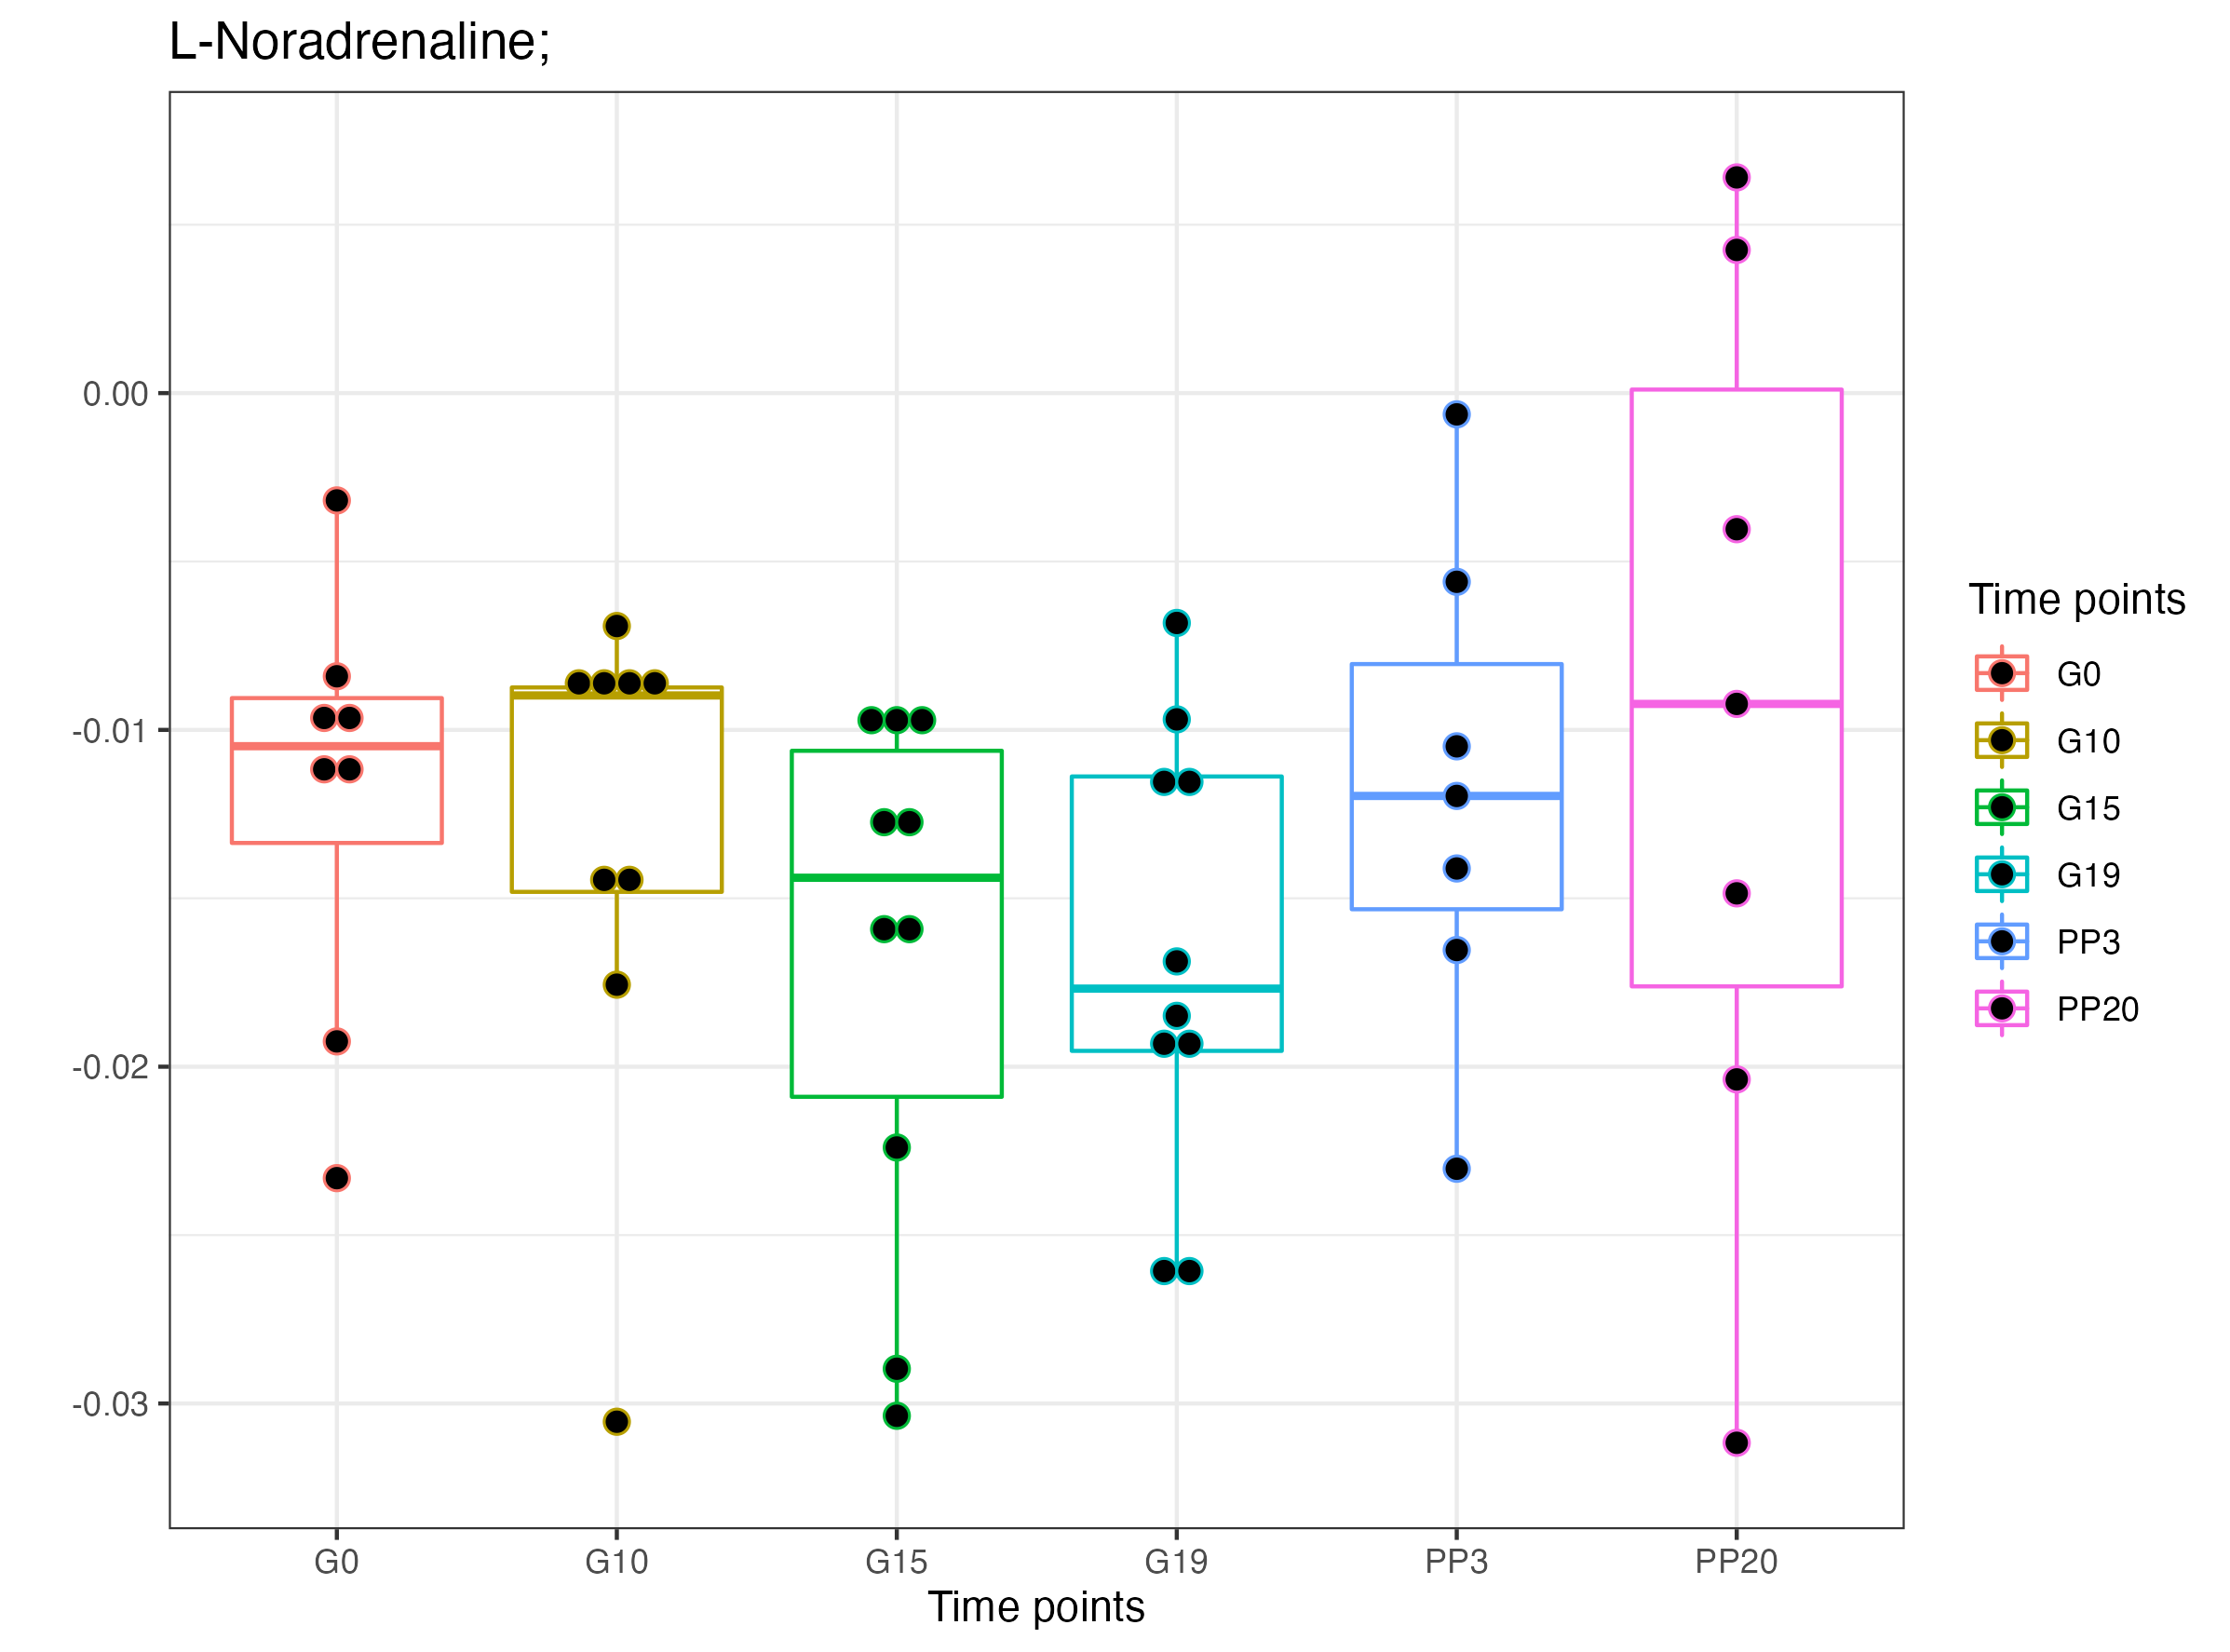 L-Noradrenaline;
0.00
-0.01
-0.02
-0.03
G0 G10 G15 G19 PP3 PP20
Time points
Time points
G0
G10
G15
G19
PP3
PP20